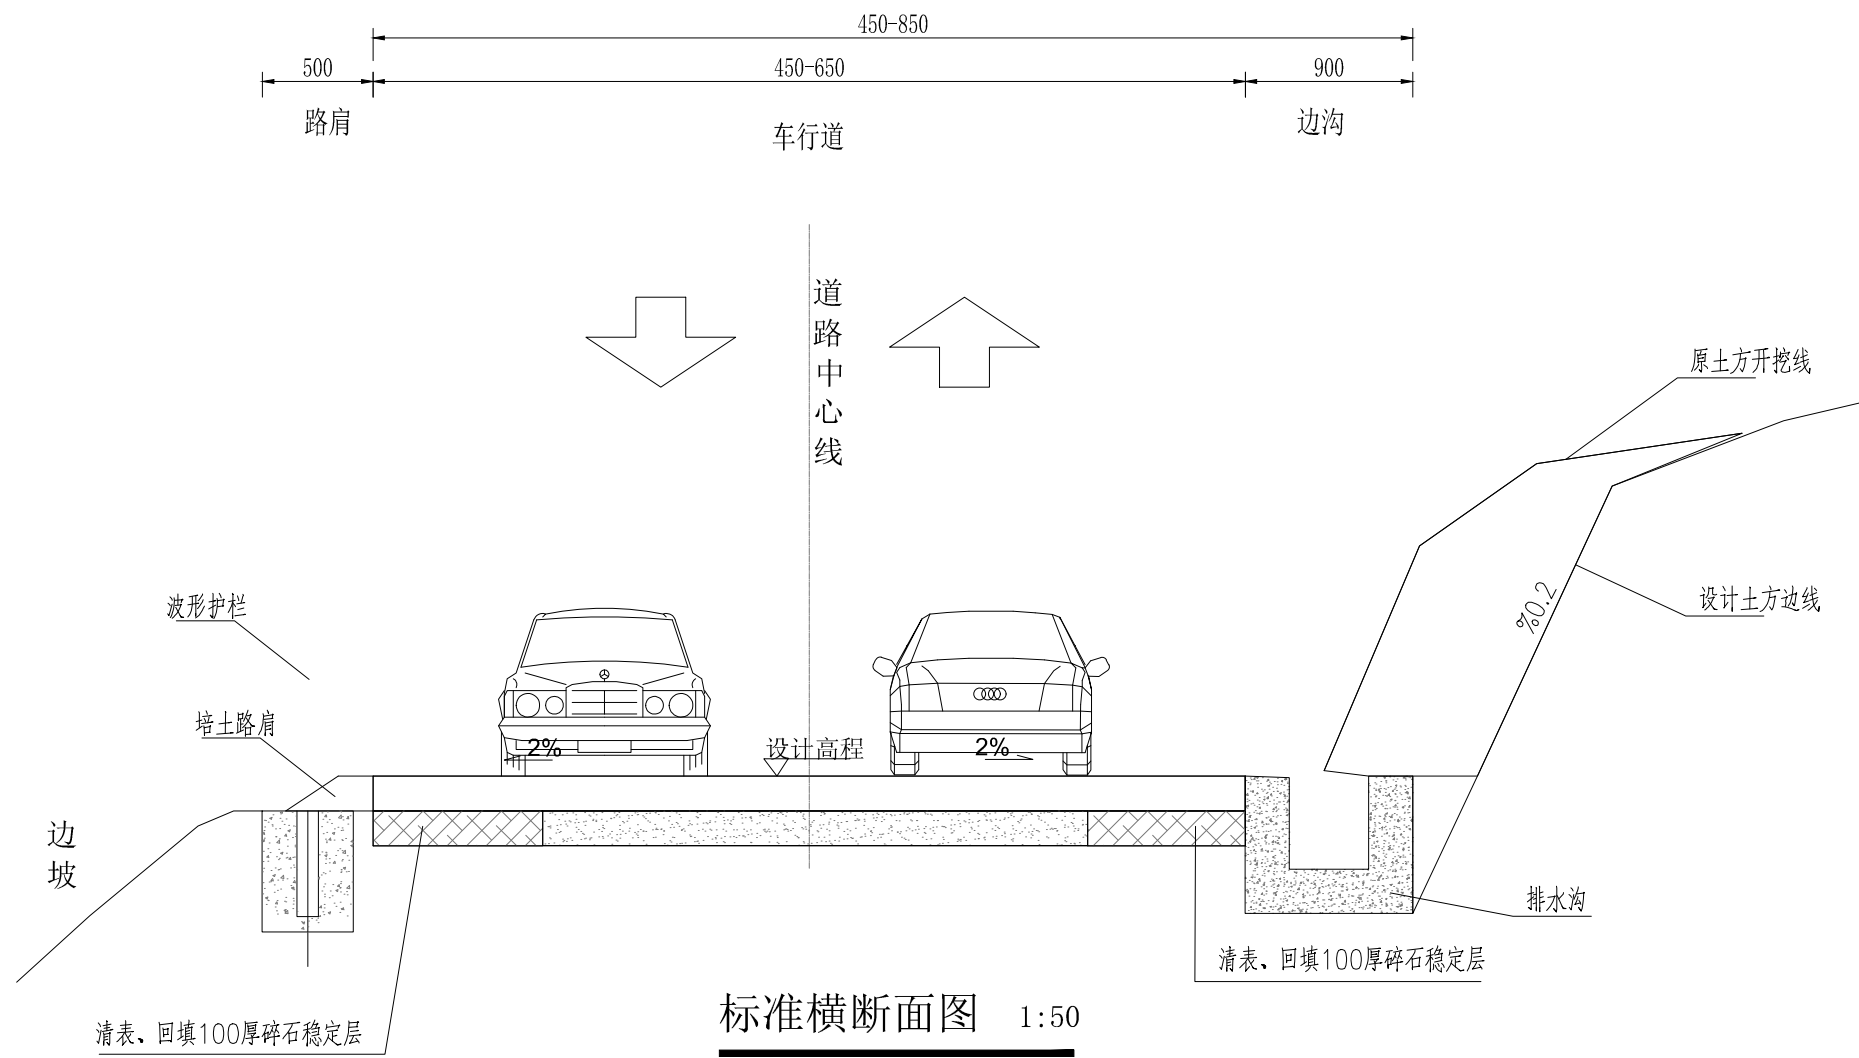 450-850
500
450-650
900
路肩
车行道
边沟
道路中心线
原土方开挖线
波形护栏
%0.2
设计土方边线
培土路肩
2%
设计高程
2%
边坡
排水沟
清表、回填100厚碎石稳定层
标准横断面图 1:50
清表、回填100厚碎石稳定层